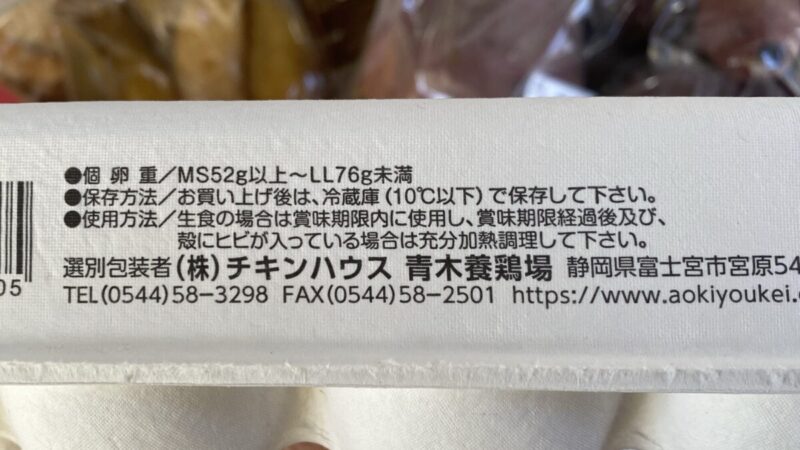 ●個卵重/MS52g以上〜LL76g未満
●保存方法/お買い上げ後は、冷蔵庫(10℃以下)で保存して下さい。
●使用方法/生食の場合は賞味期限内に使用し、賞味期限経過後及び、
殻にヒビが入っている場合は充分加熱調理して下さい。
選別包装者(株)チキンハウス 青木養鶏場 静岡県富士宮市宮原54
05 TEL(0544)58-3298 FAX(0544)58-2501 https://www.aokiyoukei.